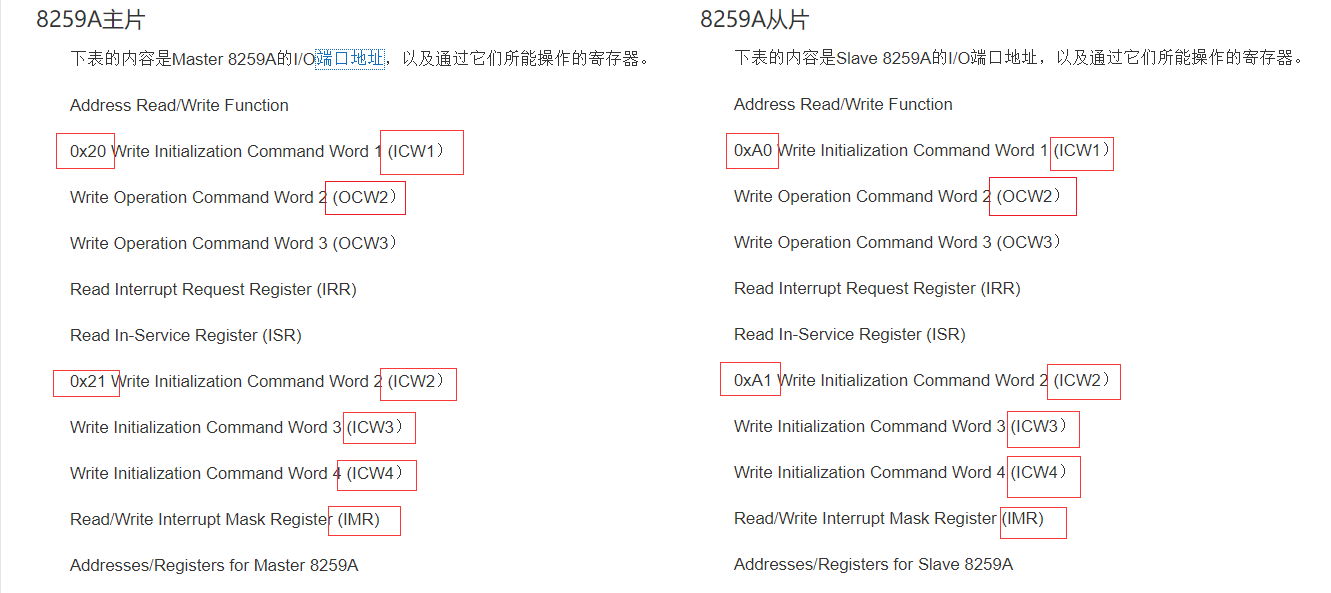 8259A主片
下表的内容是Master 8259A的I/O端口地址，以及通过它们所能操作的寄存器。
Address Read/Write Function
0x20 Write Initialization Command Word 1 (ICW1）
Write Operation Command Word 2 (OCW2）
Write Operation Command Word 3 (OCW3）
Read Interrupt Request Register (IRR)
Read In-Service Register (ISR)
0x21 Write Initialization Command Word 2 (ICW2）
Write Initialization Command Word 3 (ICW3）
Write Initialization Command Word 4 (ICW4）
Read/Write Interrupt Mask Register (IMR)
Addresses/Registers for Master 8259A
8259A从片
下表的内容是Slave 8259A的I/O端口地址，以及通过它们所能操作的寄存器。
Address Read/Write Function
0xA0 Write Initialization Command Word 1 (ICW1）
Write Operation Command Word 2 (OCW2）
Write Operation Command Word 3 (OCW3）
Read Interrupt Request Register (IRR)
Read In-Service Register (ISR)
0xA1 Write Initialization Command Word 2 (ICW2）
Write Initialization Command Word 3 (ICW3）
Write Initialization Command Word 4 (ICW4）
Read/Write Interrupt Mask Register (IMR)
Addresses/Registers for Slave 8259A